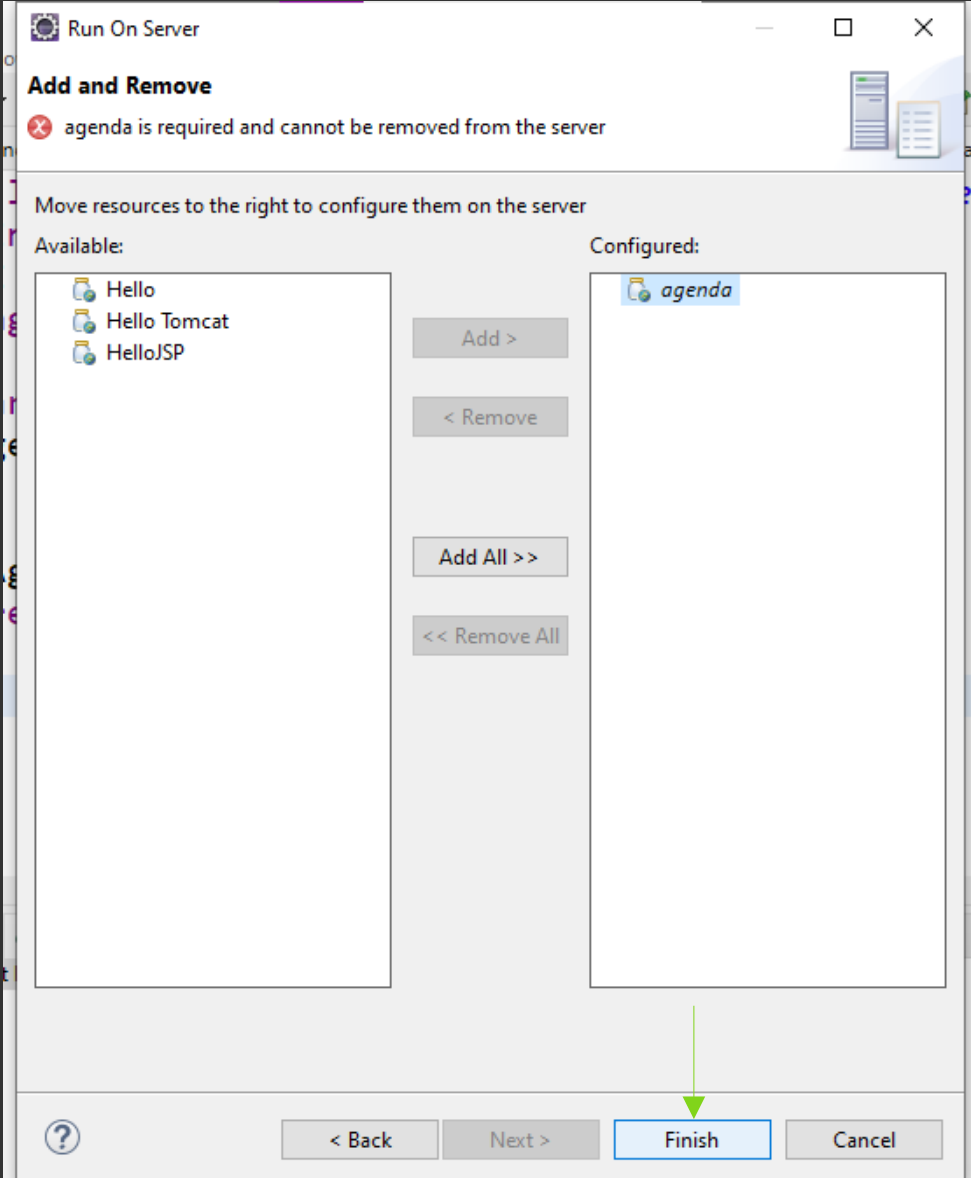 Run On Server
Add and Remove
agenda is required and cannot be removed from the server
Move resources to the right to configure them on the server
Available:
Configured:
Hello
Hello Tomcat
HelloJSP
agenda
Add >
< Remove
Add All >>
<< Remove All
?
< Back
Next >
Finish
Cancel